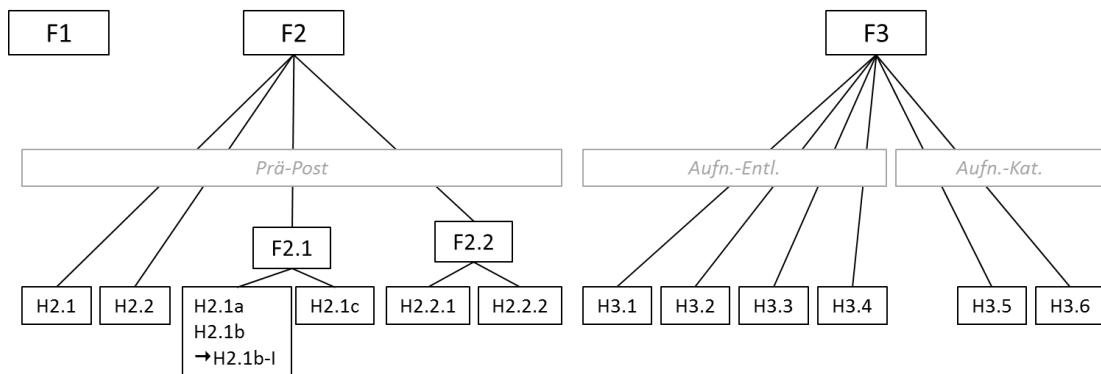 F1
F2
F3
Prä-Post
Aufn.-Entl.
Aufn.-Kat.
F2.1
F2.2
H2.1
H2.2
H2.1a
H2.1b
→H2.1b-I
H2.1c
H2.2.1
H2.2.2
H3.1
H3.2
H3.3
H3.4
H3.5
H3.6